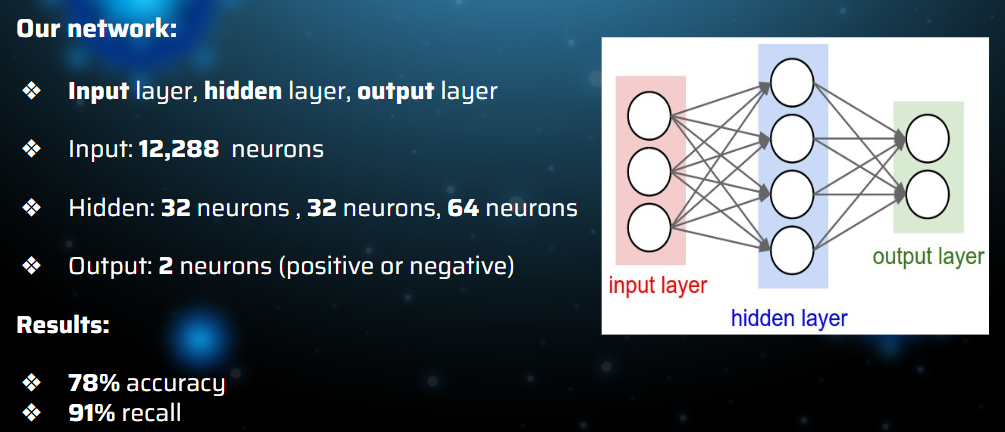 Our network:
❖ Input layer, hidden layer, output layer
❖ Input: 12,288 neurons
❖ Hidden: 32 neurons , 32 neurons, 64 neurons
❖ Output: 2 neurons (positive or negative)
Results:
❖ 78% accuracy
❖ 91% recall
input layer
hidden layer
output layer